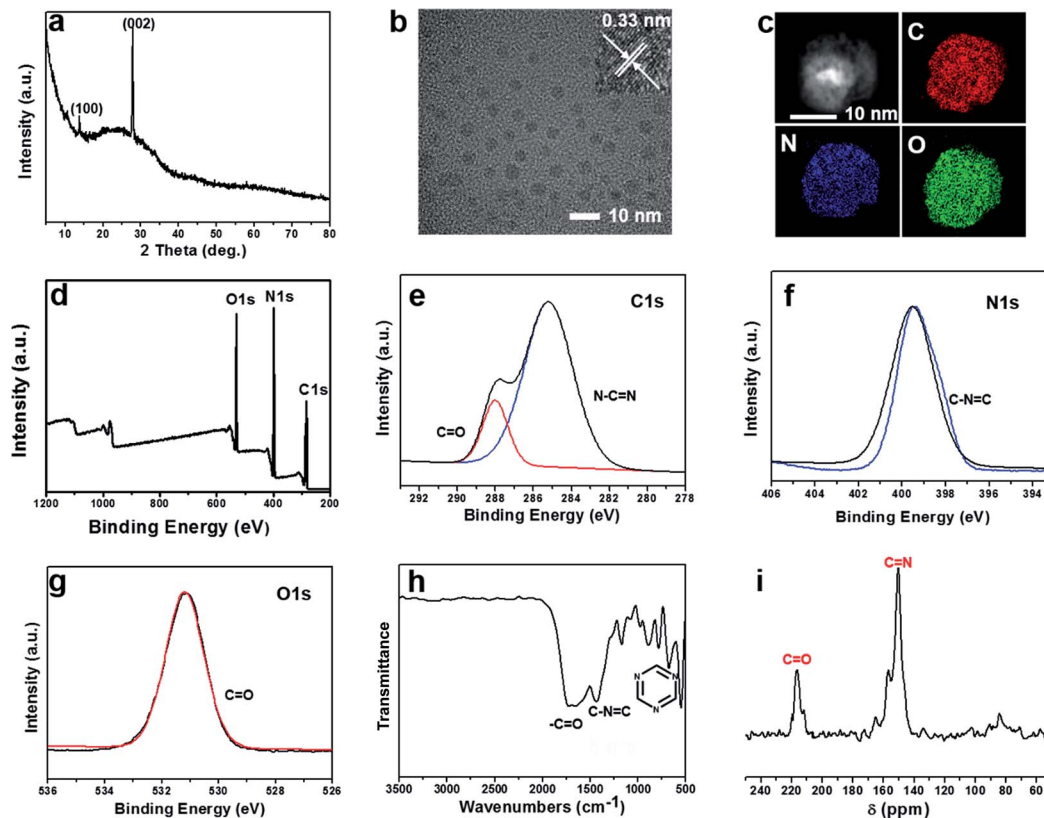 a
(002)
(100)
Intensity (a.u.)
10 20 30 40 50 60 70 80
2 Theta (deg.)
b
0.33 nm
10 nm
c
10 nm
C
N
O
d
O1s
N1s
C1s
Intensity (a.u.)
1200 1000 800 600 400 200
Binding Energy (eV)
e
C1s
N-C=N
C=O
Intensity (a.u.)
292 290 288 286 284 282 280 278
Binding Energy (eV)
f
N1s
C-N=C
Intensity (a.u.)
406 404 402 400 398 396 394
Binding Energy (eV)
g
O1s
C=O
Intensity (a.u.)
536 534 532 530 528 526
Binding Energy (eV)
h
Transmittance
-C=O
C-N=C
N
N
N
3500 3000 2500 2000 1500 1000 500
Wavenumbers (cm⁻¹)
i
C=N
C=O
Intensity (a.u.)
240 220 200 180 160 140 120 100 80 60
δ (ppm)